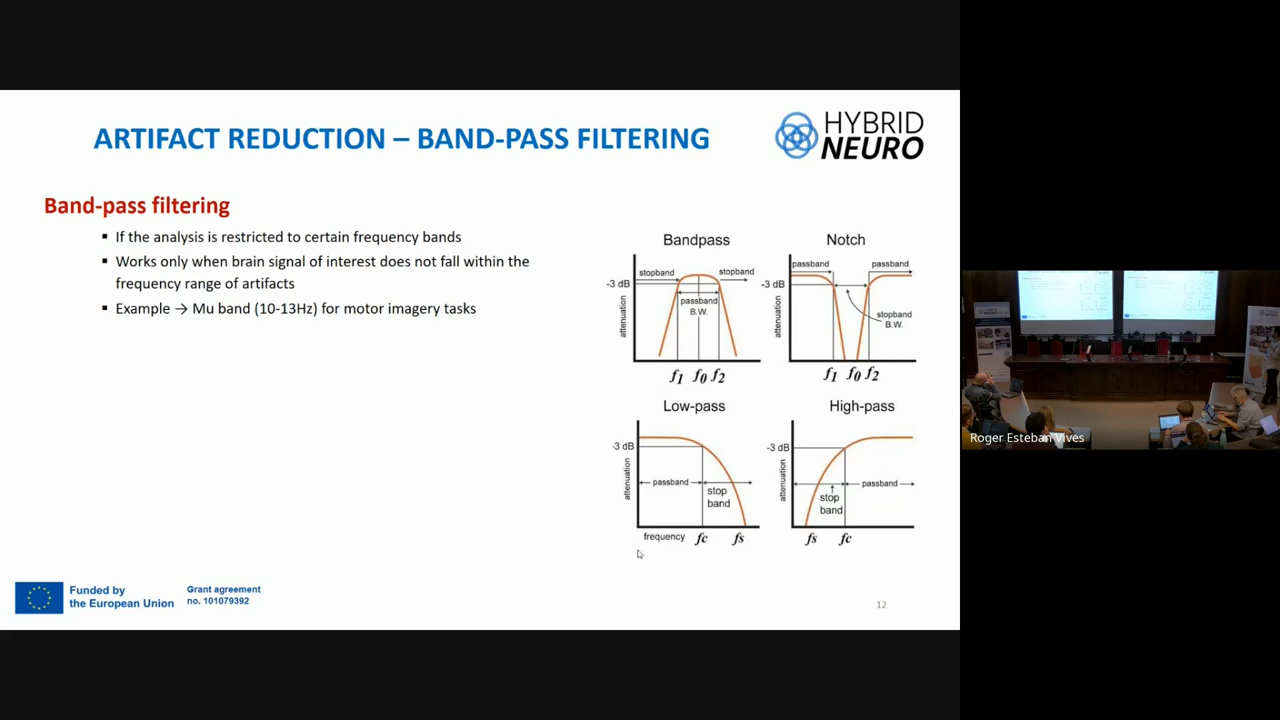 ARTIFACT REDUCTION – BAND-PASS FILTERING
HYBRID
NEURO
Band-pass filtering
▪ If the analysis is restricted to certain frequency bands
▪ Works only when brain signal of interest does not fall within the
frequency range of artifacts
▪ Example → Mu band (10-13Hz) for motor imagery tasks
Bandpass
stopband
stopband
-3 dB
passband
B.W.
attenuation
f1 f0 f2
Notch
passband
passband
-3 dB
stopband
B.W.
attenuation
f1 f0 f2
Low-pass
-3 dB
attenuation
passband
stop
band
frequency fc fs
High-pass
-3 dB
attenuation
passband
stop
band
fs fc
Roger Esteban Vives
Funded by
the European Union
Grant agreement
no. 101079392
12